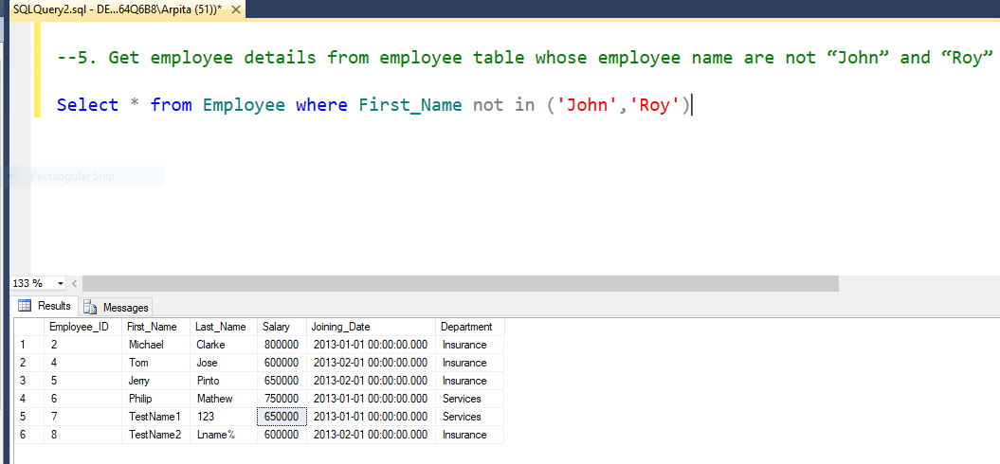 SQLQuery2.sql - DE...64Q6B8\Arpita (51))* ✕
--5. Get employee details from employee table whose employee name are not “John” and “Roy”
Select * from Employee where First_Name not in ('John','Roy')
Rectangular Snip
133 %
Results Messages
Employee_ID First_Name Last_Name Salary Joining_Date Department
1 2 Michael Clarke 800000 2013-01-01 00:00:00.000 Insurance
2 4 Tom Jose 600000 2013-02-01 00:00:00.000 Insurance
3 5 Jerry Pinto 650000 2013-02-01 00:00:00.000 Insurance
4 6 Philip Mathew 750000 2013-01-01 00:00:00.000 Services
5 7 TestName1 123 650000 2013-01-01 00:00:00.000 Services
6 8 TestName2 Lname% 600000 2013-02-01 00:00:00.000 Insurance